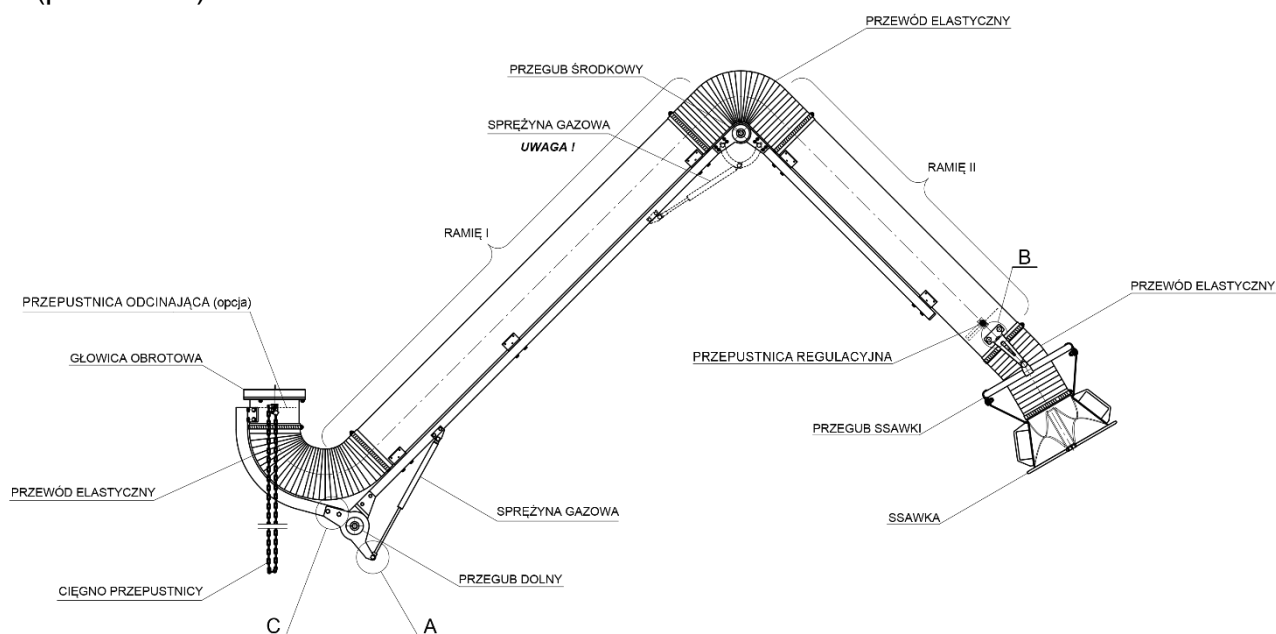 PRZEWÓD ELASTYCZNY
PRZEGUB ŚRODKOWY
SPRĘŻYNA GAZOWA
UWAGA !
RAMIĘ II
RAMIĘ I
B
PRZEWÓD ELASTYCZNY
PRZEPUSTNICA ODCINAJĄCA (opcja)
GŁOWICA OBROTOWA
PRZEPUSTNICA REGULACYJNA
PRZEGUB SSAWKI
PRZEWÓD ELASTYCZNY
SPRĘŻYNA GAZOWA
SSAWKA
PRZEGUB DOLNY
CIĘGNO PRZEPUSTNICY
C
A